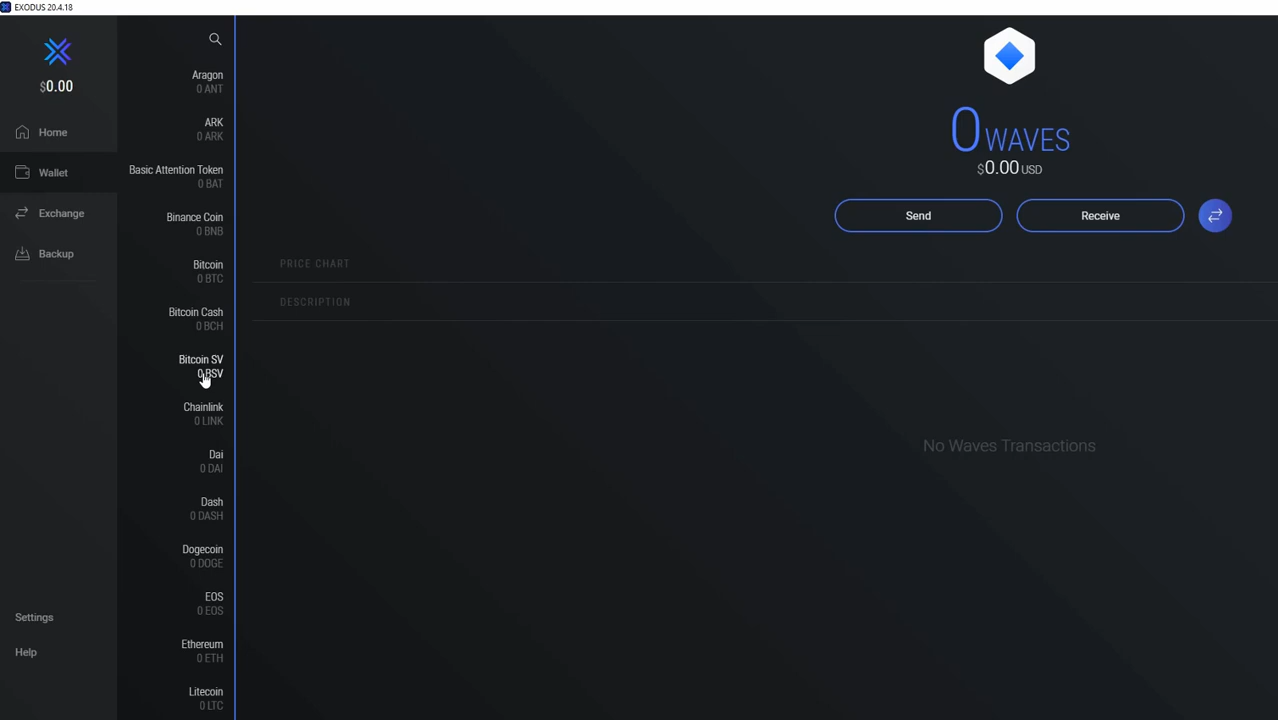 EXODUS 20.4.18
$0.00
Home
Wallet
Exchange
Backup
Settings
Help
Aragon
0 ANT
ARK
0 ARK
Basic Attention Token
0 BAT
Binance Coin
0 BNB
Bitcoin
0 BTC
Bitcoin Cash
0 BCH
Bitcoin SV
0 BSV
Chainlink
0 LINK
Dai
0 DAI
Dash
0 DASH
Dogecoin
0 DOGE
EOS
0 EOS
Ethereum
0 ETH
Litecoin
0 LTC
0 WAVES
$0.00 USD
Send Receive
PRICE CHART
DESCRIPTION
No Waves Transactions